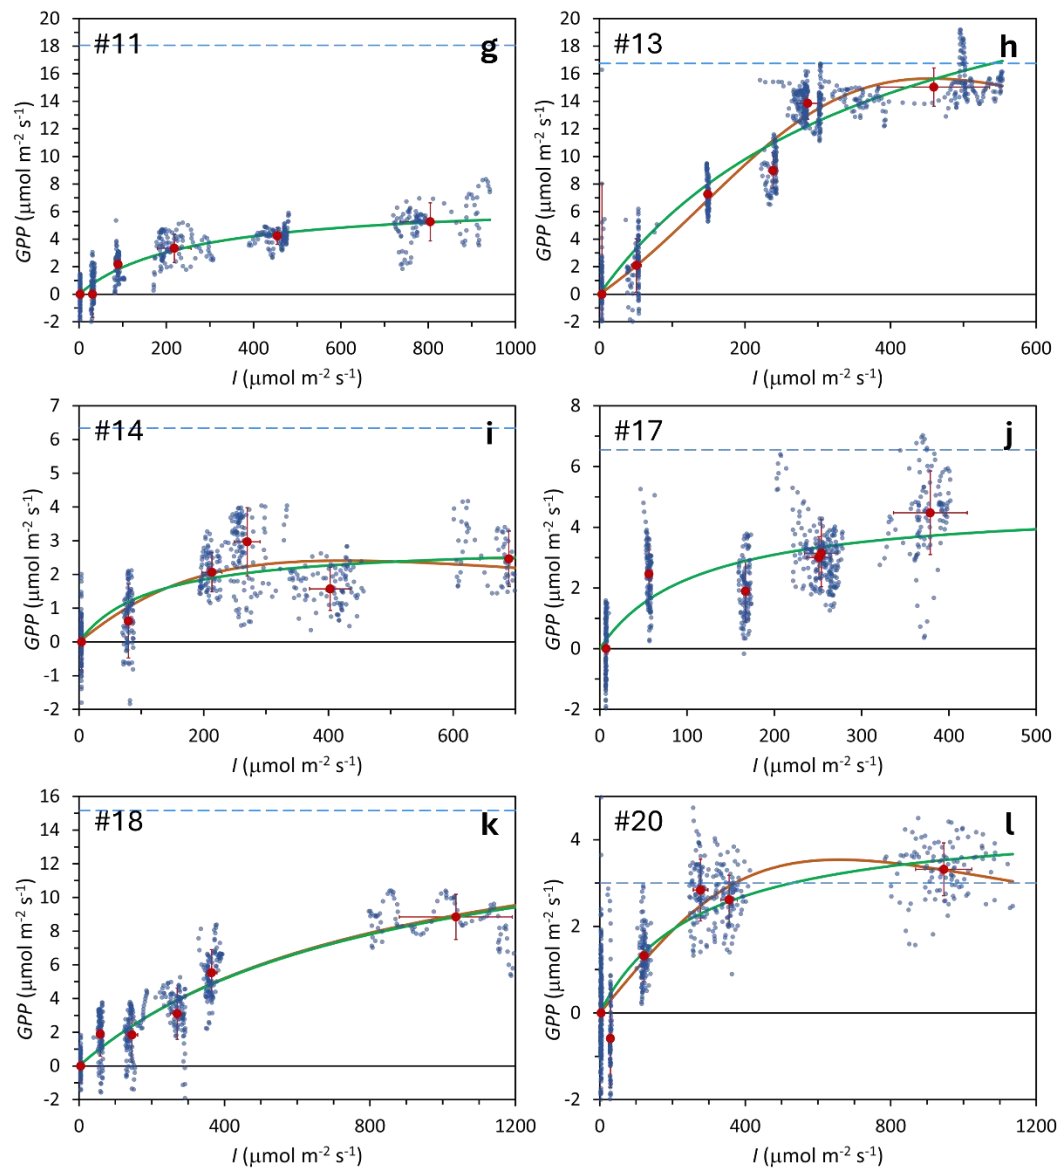 #11 g
GPP (μmol m⁻² s⁻¹)
20
18
16
14
12
10
8
6
4
2
0
-2
0 200 400 600 800 1000
I (μmol m⁻² s⁻¹)
#13 h
GPP (μmol m⁻² s⁻¹)
20
18
16
14
12
10
8
6
4
2
0
-2
0 200 400 600
I (μmol m⁻² s⁻¹)
#14 i
GPP (μmol m⁻² s⁻¹)
7
6
5
4
3
2
1
0
-1
-2
0 200 400 600
I (μmol m⁻² s⁻¹)
#17 j
GPP (μmol m⁻² s⁻¹)
8
6
4
2
0
-2
0 100 200 300 400 500
I (μmol m⁻² s⁻¹)
#18 k
GPP (μmol m⁻² s⁻¹)
16
14
12
10
8
6
4
2
0
-2
0 400 800 1200
I (μmol m⁻² s⁻¹)
#20 l
GPP (μmol m⁻² s⁻¹)
4
2
0
-2
0 400 800 1200
I (μmol m⁻² s⁻¹)